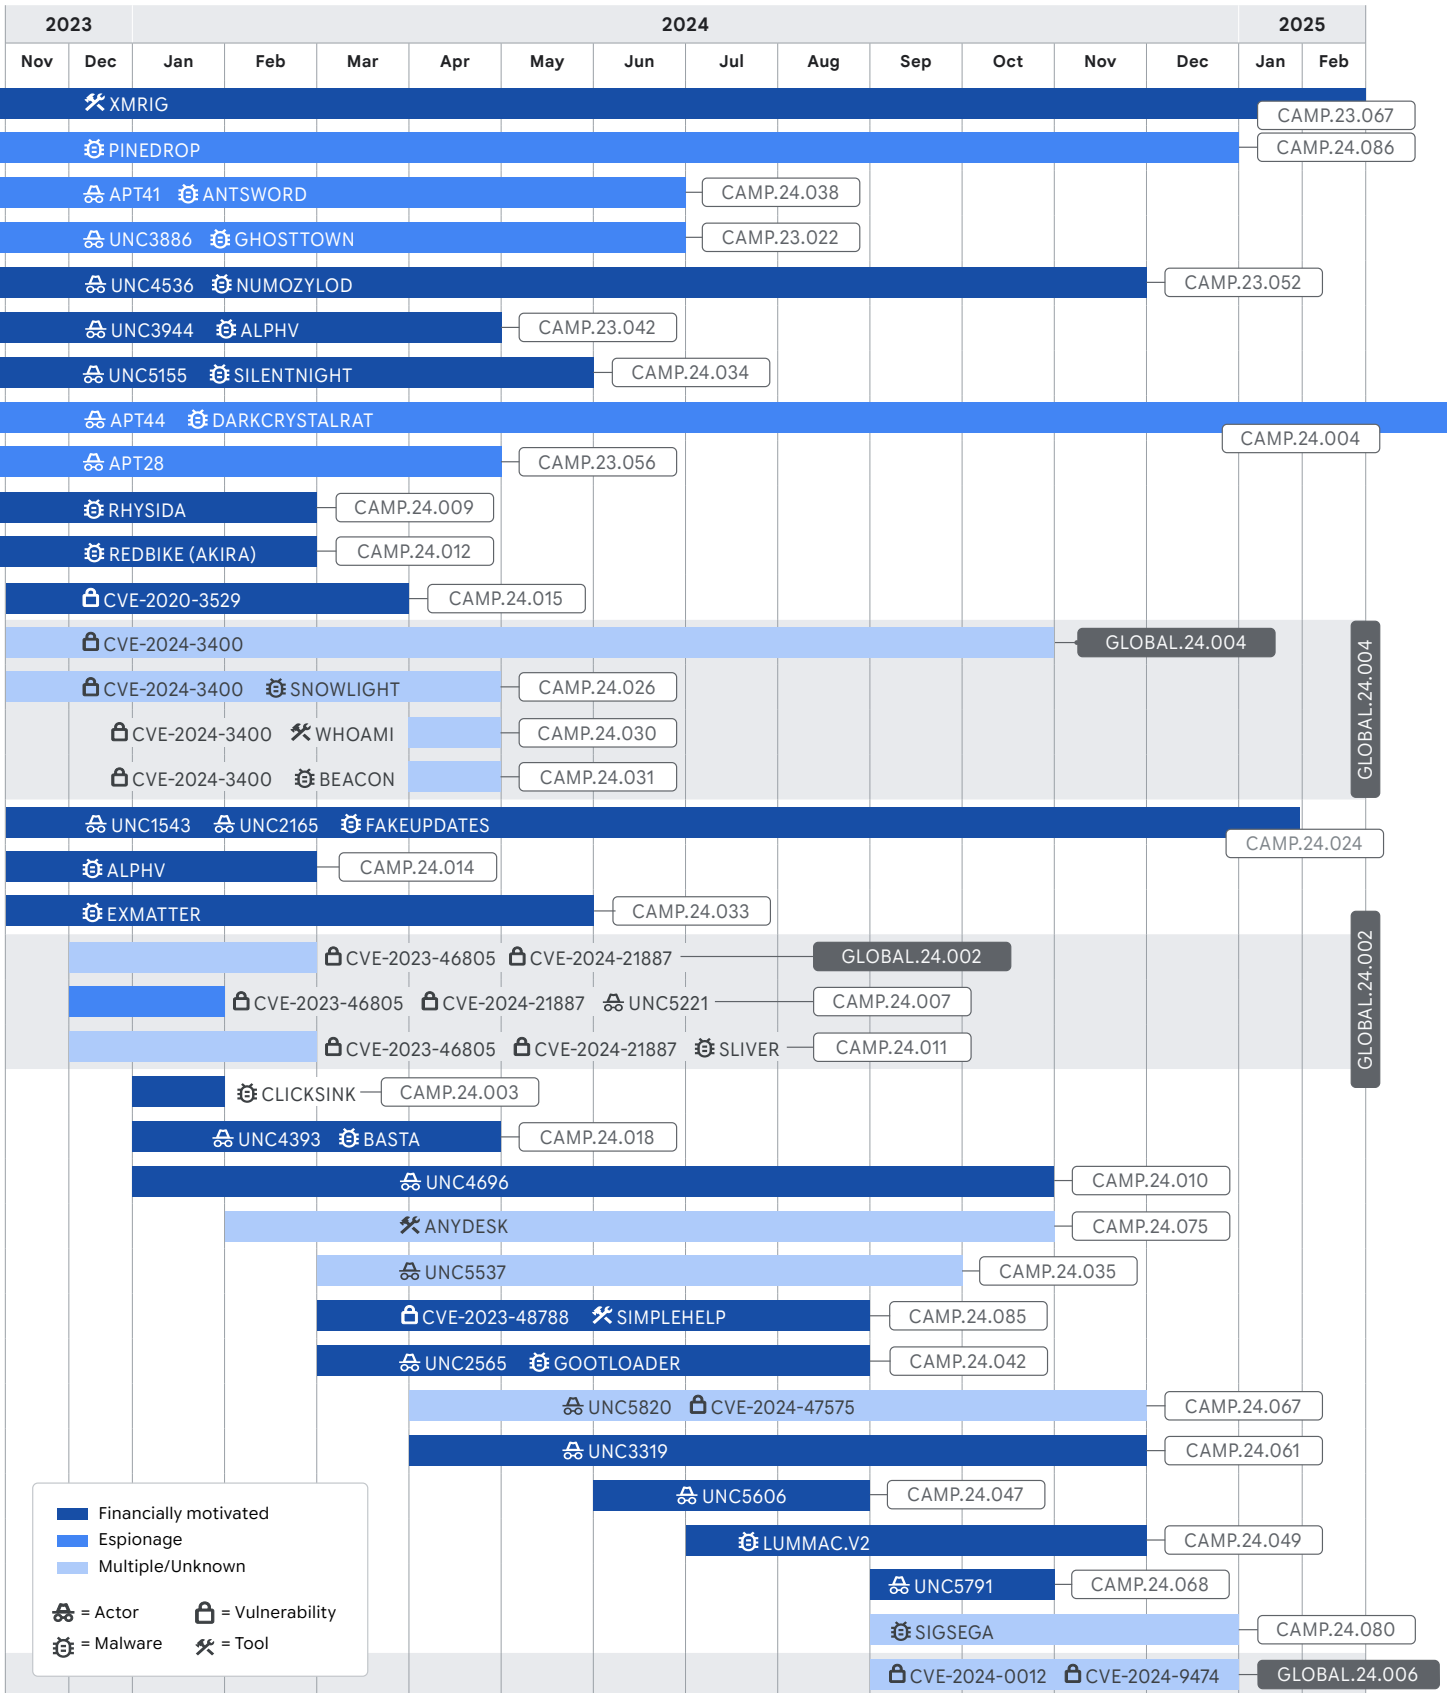 2023 2024 2025
Nov Dec Jan Feb Mar Apr May Jun Jul Aug Sep Oct Nov Dec Jan Feb
XMRIG CAMP.23.067
PINEDROP CAMP.24.086
APT41 ANTSWORD CAMP.24.038
UNC3886 GHOSTTOWN CAMP.23.022
UNC4536 NUMOZYLOD CAMP.23.052
UNC3944 ALPHV CAMP.23.042
UNC5155 SILENTNIGHT CAMP.24.034
APT44 DARKCRYSTALRAT CAMP.24.004
APT28 CAMP.23.056
RHYSIDA CAMP.24.009
REDBIKE (AKIRA) CAMP.24.012
CVE-2020-3529 CAMP.24.015
CVE-2024-3400 GLOBAL.24.004
CVE-2024-3400 SNOWLIGHT CAMP.24.026
CVE-2024-3400 WHOAMI CAMP.24.030
CVE-2024-3400 BEACON CAMP.24.031
GLOBAL.24.004
UNC1543 UNC2165 FAKEUPDATES CAMP.24.024
ALPHV CAMP.24.014
EXMATTER CAMP.24.033
CVE-2023-46805 CVE-2024-21887 GLOBAL.24.002
CVE-2023-46805 CVE-2024-21887 UNC5221 CAMP.24.007
CVE-2023-46805 CVE-2024-21887 SLIVER CAMP.24.011
GLOBAL.24.002
CLICKSINK CAMP.24.003
UNC4393 BASTA CAMP.24.018
UNC4696 CAMP.24.010
ANYDESK CAMP.24.075
UNC5537 CAMP.24.035
CVE-2023-48788 SIMPLEHELP CAMP.24.085
UNC2565 GOOTLOADER CAMP.24.042
UNC5820 CVE-2024-47575 CAMP.24.067
UNC3319 CAMP.24.061
UNC5606 CAMP.24.047
LUMMAC.V2 CAMP.24.049
UNC5791 CAMP.24.068
SIGSEGA CAMP.24.080
CVE-2024-0012 CVE-2024-9474 GLOBAL.24.006
Financially motivated
Espionage
Multiple/Unknown
= Actor = Vulnerability
= Malware = Tool